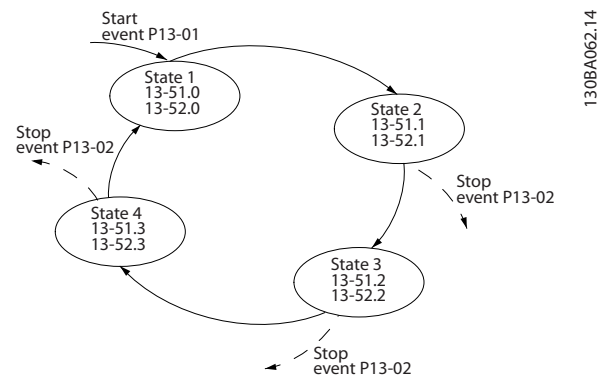 Start
event P13-01
130BA062.14
State 1
13-51.0
13-52.0
State 2
13-51.1
13-52.1
Stop
event P13-02
Stop
event P13-02
State 4
13-51.3
13-52.3
State 3
13-51.2
13-52.2
Stop
event P13-02